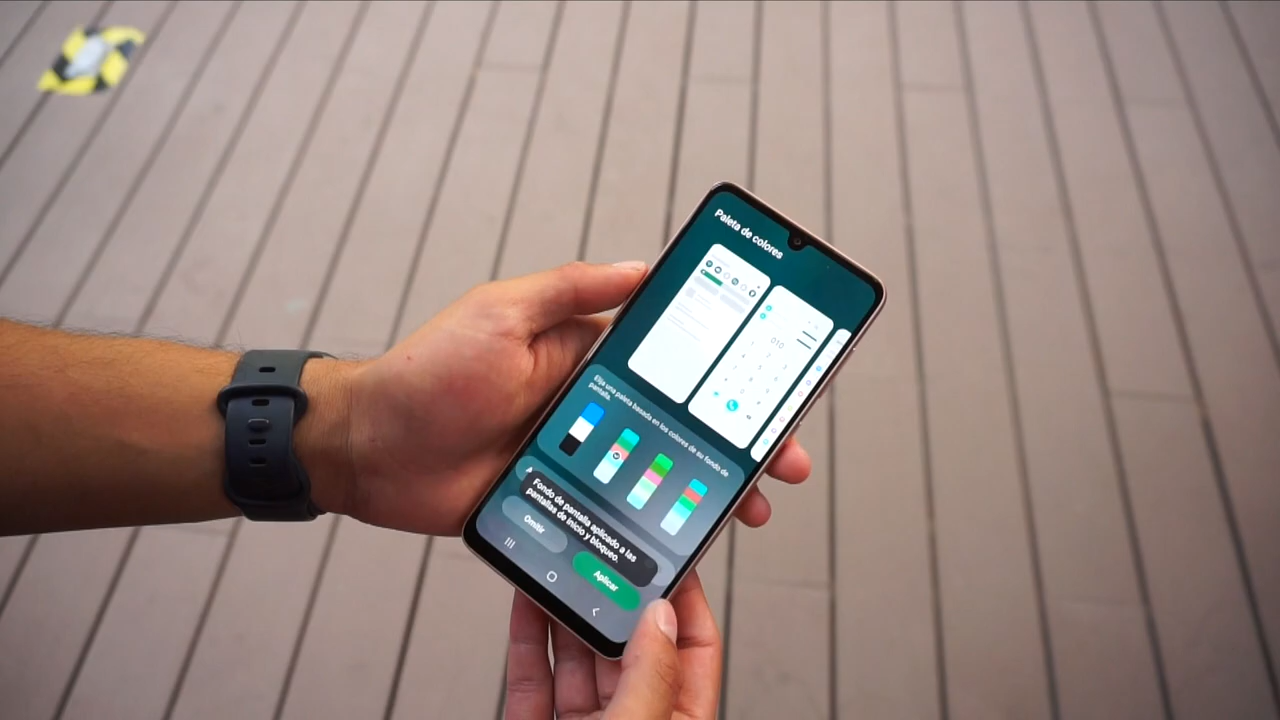 Paleta de colores
010
Elija una paleta basada en los colores de su fondo de
pantalla.
Fondo de pantalla aplicado a las
pantallas de inicio y bloqueo.
Omitir
Aplicar